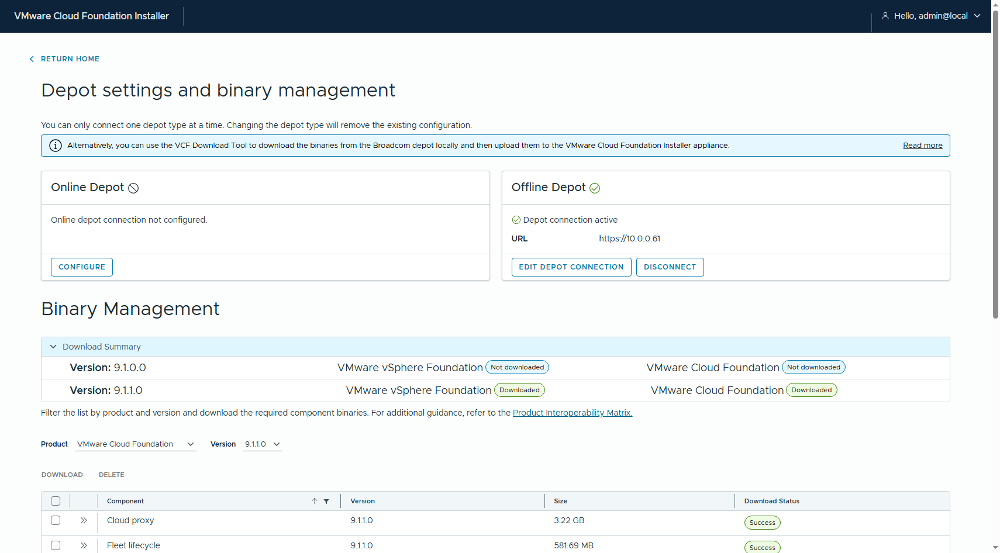 VMware Cloud Foundation Installer
Hello, admin@local
RETURN HOME
Depot settings and binary management
You can only connect one depot type at a time. Changing the depot type will remove the existing configuration.
Alternatively, you can use the VCF Download Tool to download the binaries from the Broadcom depot locally and then upload them to the VMware Cloud Foundation Installer appliance. Read more
Online Depot
Online depot connection not configured.
CONFIGURE
Offline Depot
Depot connection active
URL https://10.0.0.61
EDIT DEPOT CONNECTION DISCONNECT
Binary Management
Download Summary
Version: 9.1.0.0 VMware vSphere Foundation Not downloaded VMware Cloud Foundation Not downloaded
Version: 9.1.1.0 VMware vSphere Foundation Downloaded VMware Cloud Foundation Downloaded
Filter the list by product and version and download the required component binaries. For additional guidance, refer to the Product Interoperability Matrix.
Product VMware Cloud Foundation Version 9.1.1.0
DOWNLOAD DELETE
Component Version Size Download Status
Cloud proxy 9.1.1.0 3.22 GB Success
Fleet lifecycle 9.1.1.0 581.69 MB Success